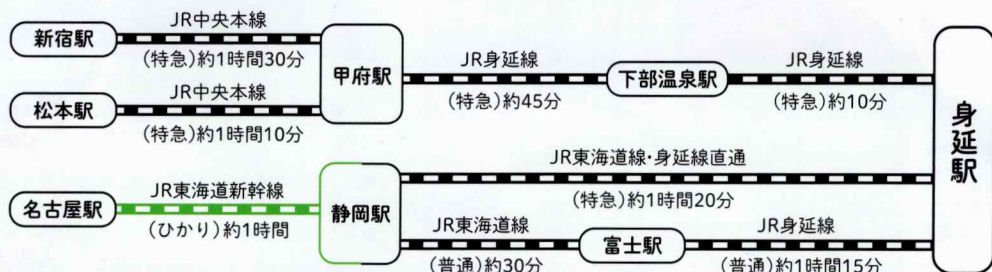 JR中央本線
新宿駅
(特急)約1時間30分
JR中央本線
松本駅
(特急)約1時間10分
甲府駅
JR身延線
(特急)約45分
下部温泉駅
JR身延線
(特急)約10分
身延駅
JR東海道新幹線
名古屋駅
(ひかり)約1時間
静岡駅
JR東海道線・身延線直通
(特急)約1時間20分
JR東海道線
(普通)約30分
富士駅
JR身延線
(普通)約1時間15分